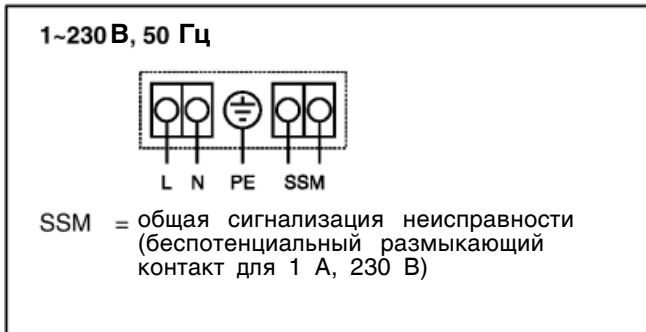 1~230 В, 50 Гц
L N PE SSM
SSM = общая сигнализация неисправности
(беспотенциальный размыкающий
контакт для 1 А, 230 В)